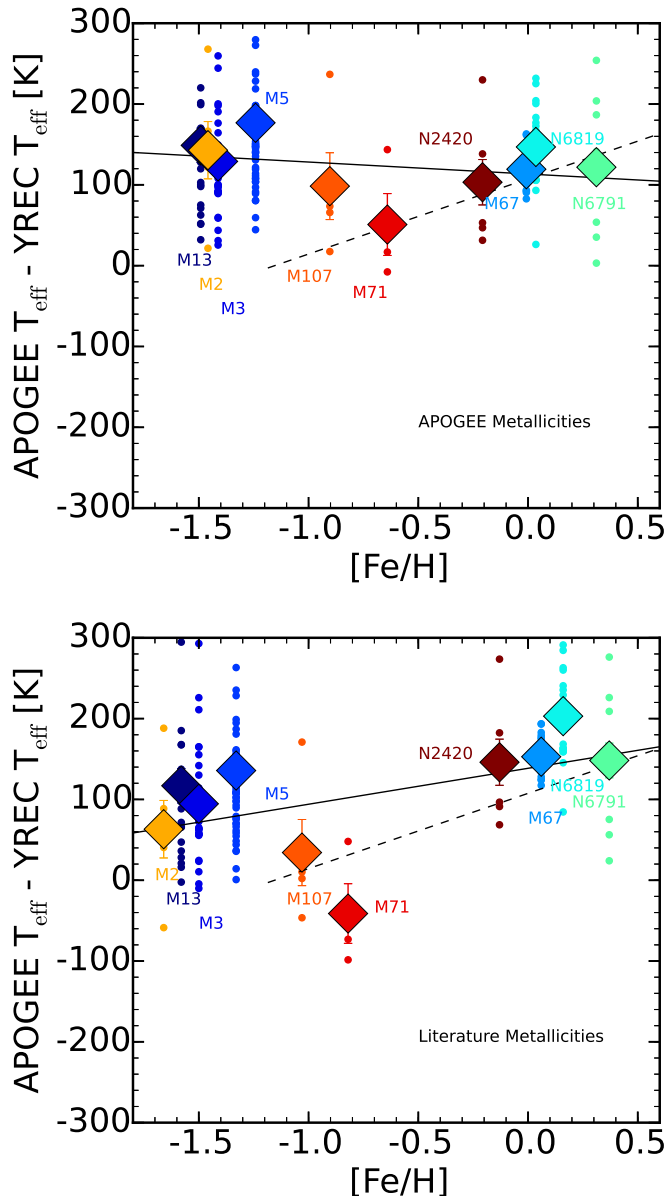 300
200
100
0
-100
-200
-300
APOGEE Teff - YREC Teff [K]
M5
N2420
N6819
M67
N6791
M13
M2
M107
M71
M3
APOGEE Metallicities
-1.5 -1.0 -0.5 0.0 0.5
[Fe/H]
300
200
100
0
-100
-200
-300
APOGEE Teff - YREC Teff [K]
N2420
M5
N6819
N6791
M67
M2
M13
M107
M71
M3
Literature Metallicities
-1.5 -1.0 -0.5 0.0 0.5
[Fe/H]